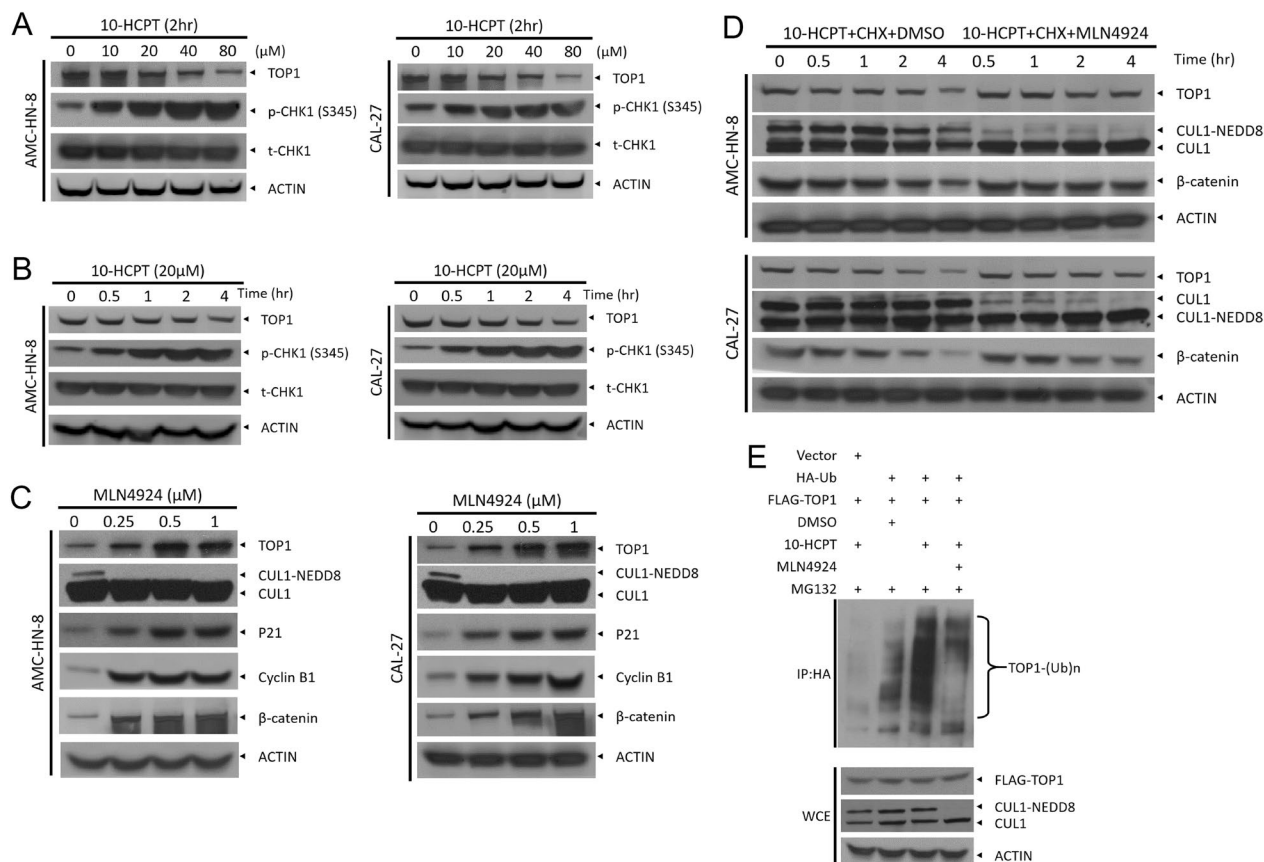 A
10-HCPT (2hr)
0 10 20 40 80 (μM)
AMC-HN-8
TOP1
p-CHK1 (S345)
t-CHK1
ACTIN
10-HCPT (2hr)
0 10 20 40 80 (μM)
CAL-27
TOP1
p-CHK1 (S345)
t-CHK1
ACTIN
B
10-HCPT (20μM)
0 0.5 1 2 4 Time (hr)
AMC-HN-8
TOP1
p-CHK1 (S345)
t-CHK1
ACTIN
10-HCPT (20μM)
0 0.5 1 2 4 Time (hr)
CAL-27
TOP1
p-CHK1 (S345)
t-CHK1
ACTIN
C
MLN4924 (μM)
0 0.25 0.5 1
AMC-HN-8
TOP1
CUL1-NEDD8
CUL1
P21
Cyclin B1
β-catenin
ACTIN
MLN4924 (μM)
0 0.25 0.5 1
CAL-27
TOP1
CUL1-NEDD8
CUL1
P21
Cyclin B1
β-catenin
ACTIN
D
10-HCPT+CHX+DMSO 10-HCPT+CHX+MLN4924
0 0.5 1 2 4 0.5 1 2 4 Time (hr)
AMC-HN-8
TOP1
CUL1-NEDD8
CUL1
β-catenin
ACTIN
CAL-27
TOP1
CUL1
CUL1-NEDD8
β-catenin
ACTIN
E
Vector +
HA-Ub + + +
FLAG-TOP1 + + + +
DMSO +
10-HCPT + + +
MLN4924 +
MG132 + + + +
IP:HA
TOP1-(Ub)n
WCE
FLAG-TOP1
CUL1-NEDD8
CUL1
ACTIN